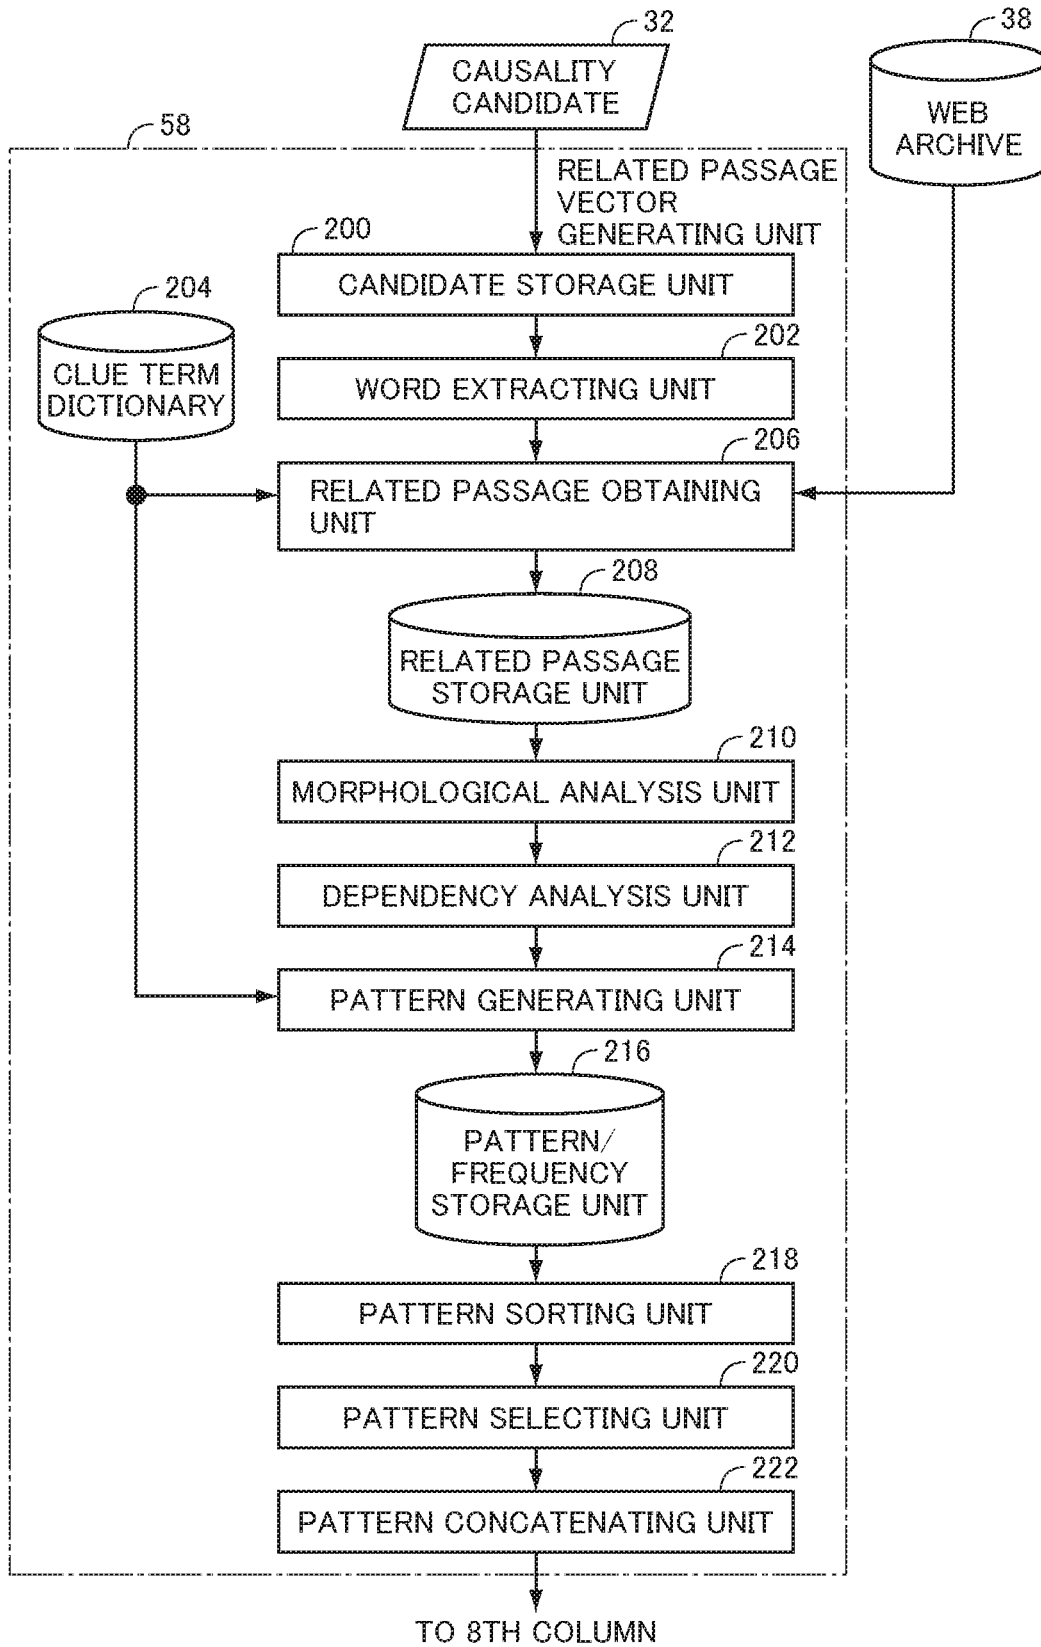 32
38
CAUSALITY
CANDIDATE
WEB
ARCHIVE
58
RELATED PASSAGE
VECTOR
GENERATING UNIT
200
CANDIDATE STORAGE UNIT
204
CLUE TERM
DICTIONARY
202
WORD EXTRACTING UNIT
206
RELATED PASSAGE OBTAINING
UNIT
208
RELATED PASSAGE
STORAGE UNIT
210
MORPHOLOGICAL ANALYSIS UNIT
212
DEPENDENCY ANALYSIS UNIT
214
PATTERN GENERATING UNIT
216
PATTERN/
FREQUENCY
STORAGE UNIT
218
PATTERN SORTING UNIT
220
PATTERN SELECTING UNIT
222
PATTERN CONCATENATING UNIT
TO 8TH COLUMN